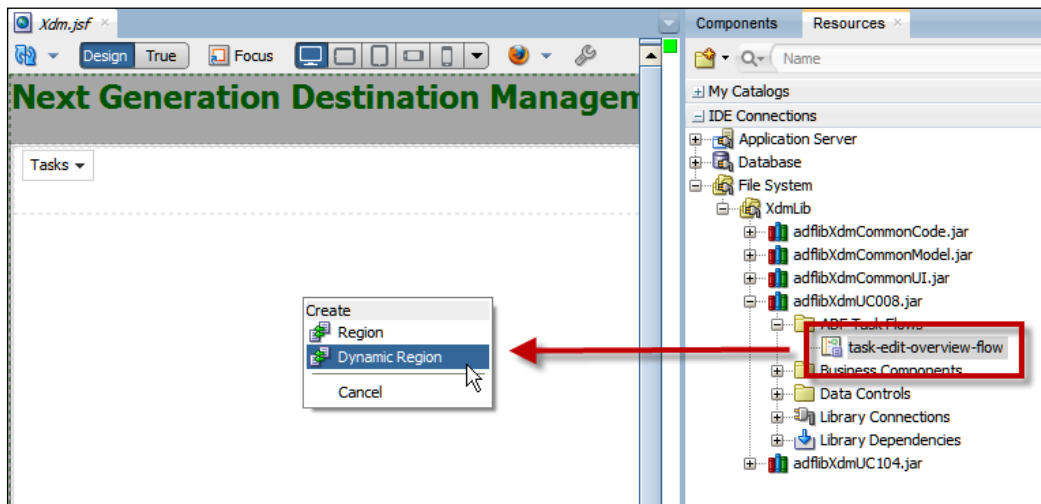 Xdm.jsf
Design True Focus
Next Generation Destination Managem
Tasks
Create
Region
Dynamic Region
Cancel
Components Resources
Name
My Catalogs
IDE Connections
Application Server
Database
File System
XdmLib
adflibXdmCommonCode.jar
adflibXdmCommonModel.jar
adflibXdmCommonUI.jar
adflibXdmUC008.jar
ADF Task Flows
task-edit-overview-flow
Business Components
Data Controls
Library Connections
Library Dependencies
adflibXdmUC104.jar